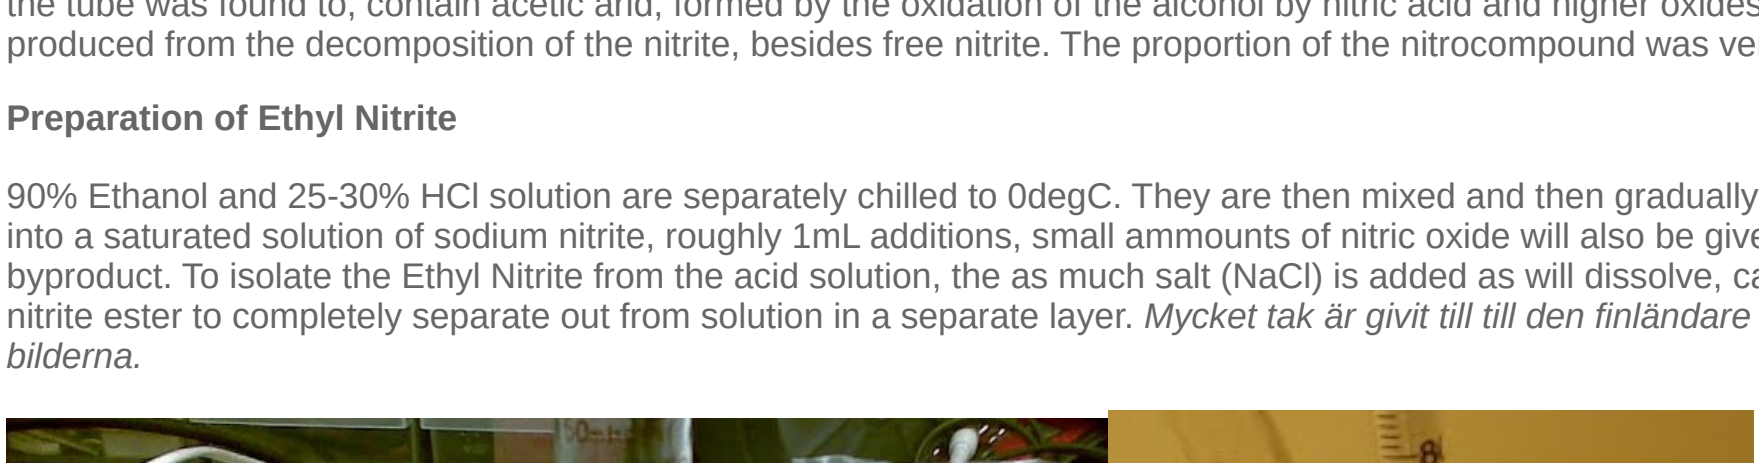 the tube was found to, contain acetic arid, formed by the oxidation of the alcohol by nitric acid and higher oxides
produced from the decomposition of the nitrite, besides free nitrite. The proportion of the nitrocompound was
Preparation of Ethyl Nitrite
90% Ethanol and 25-30% HCl solution are separately chilled to 0degC. They are then mixed and then gradually
into a saturated solution of sodium nitrite, roughly 1mL additions, small ammounts of nitric oxide will also be
byproduct. To isolate the Ethyl Nitrite from the acid solution, the as much salt (NaCl) is added as will dissolve,
nitrite ester to completely separate out from solution in a separate layer. Mycket tak är givit till till den finländare
bilderna.
8